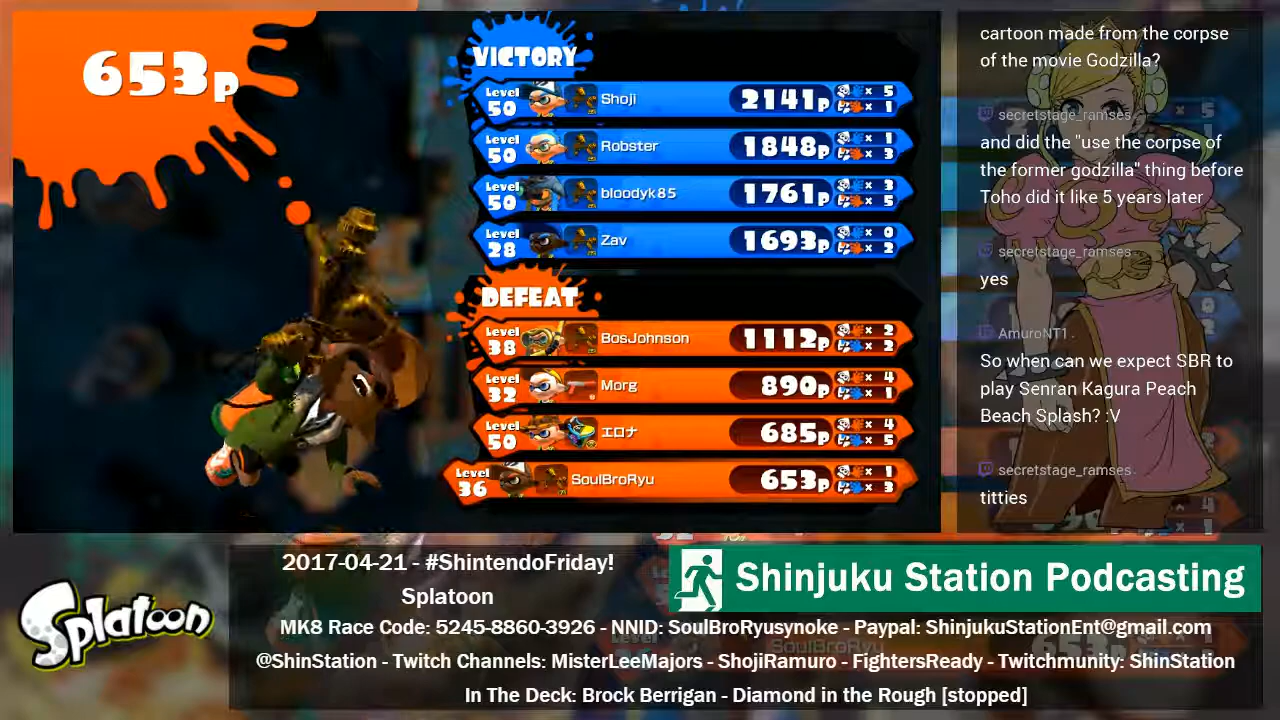 653p
VICTORY
Level 50 Shoji 2141p × 5 × 1
Level 50 Robster 1848p × 1 × 3
Level 50 bloodyk85 1761p × 3 × 5
Level 28 Zav 1693p × 0 × 2
DEFEAT
Level 38 BosJohnson 1112p × 2 × 2
Level 32 Morg 890p × 4 × 1
Level 50 エロナ 685p × 4 × 5
Level 36 SoulBroRyu 653p × 1 × 3
cartoon made from the corpse
of the movie Godzilla?
secretstage_ramses
and did the "use the corpse of
the former godzilla" thing before
Toho did it like 5 years later
secretstage_ramses
yes
AmuroNT1
So when can we expect SBR to
play Senran Kagura Peach
Beach Splash? :V
secretstage_ramses
titties
Splatoon
2017-04-21 - #ShintendoFriday!
Splatoon
Shinjuku Station Podcasting
MK8 Race Code: 5245-8860-3926 - NNID: SoulBroRyusynoke - Paypal: ShinjukuStationEnt@gmail.com
@ShinStation - Twitch Channels: MisterLeeMajors - ShojiRamuro - FightersReady - Twitchmunity: ShinStation
In The Deck: Brock Berrigan - Diamond in the Rough [stopped]